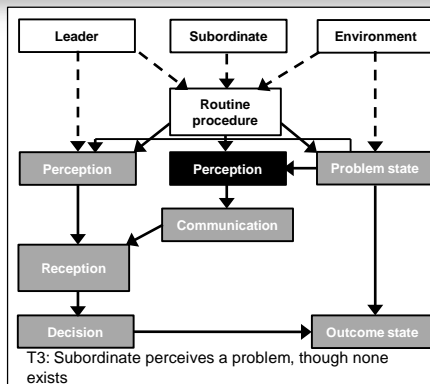 Leader
Subordinate
Environment
Routine
procedure
Perception
Perception
Problem state
Communication
Reception
Decision
Outcome state
T3: Subordinate perceives a problem, though none
exists